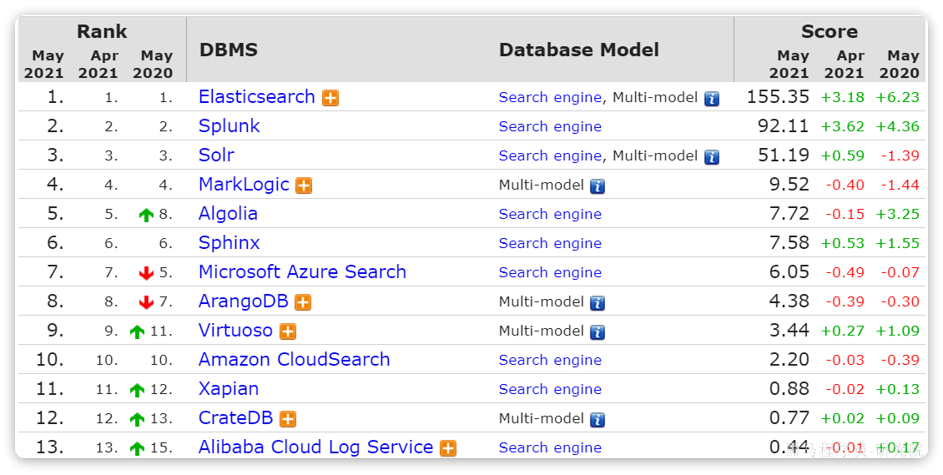 Rank DBMS Database Model Score
May 2021 Apr 2021 May 2020 May 2021 Apr 2021 May 2020
1. 1. 1. Elasticsearch Search engine, Multi-model 155.35 +3.18 +6.23
2. 2. 2. Splunk Search engine 92.11 +3.62 +4.36
3. 3. 3. Solr Search engine, Multi-model 51.19 +0.59 -1.39
4. 4. 4. MarkLogic Multi-model 9.52 -0.40 -1.44
5. 5. 8. Algolia Search engine 7.72 -0.15 +3.25
6. 6. 6. Sphinx Search engine 7.58 +0.53 +1.55
7. 7. 5. Microsoft Azure Search Search engine 6.05 -0.49 -0.07
8. 8. 7. ArangoDB Multi-model 4.38 -0.39 -0.30
9. 9. 11. Virtuoso Multi-model 3.44 +0.27 +1.09
10. 10. 10. Amazon CloudSearch Search engine 2.20 -0.03 -0.39
11. 11. 12. Xapian Search engine 0.88 -0.02 +0.13
12. 12. 13. CrateDB Multi-model 0.77 +0.02 +0.09
13. 13. 15. Alibaba Cloud Log Service Search engine 0.44 -0.01 +0.17